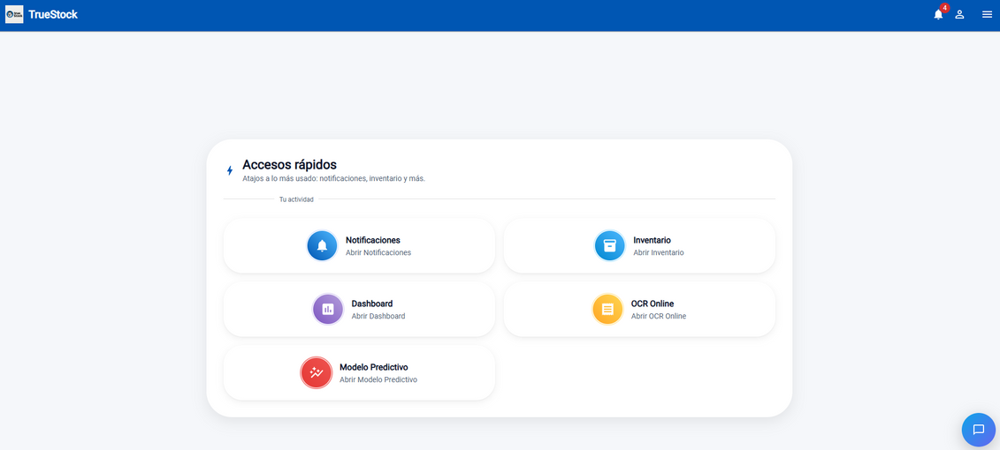 TrueStock
4
Accesos rápidos
Atajos a lo más usado: notificaciones, inventario y más.
Tu actividad
Notificaciones
Abrir Notificaciones
Inventario
Abrir Inventario
Dashboard
Abrir Dashboard
OCR Online
Abrir OCR Online
Modelo Predictivo
Abrir Modelo Predictivo